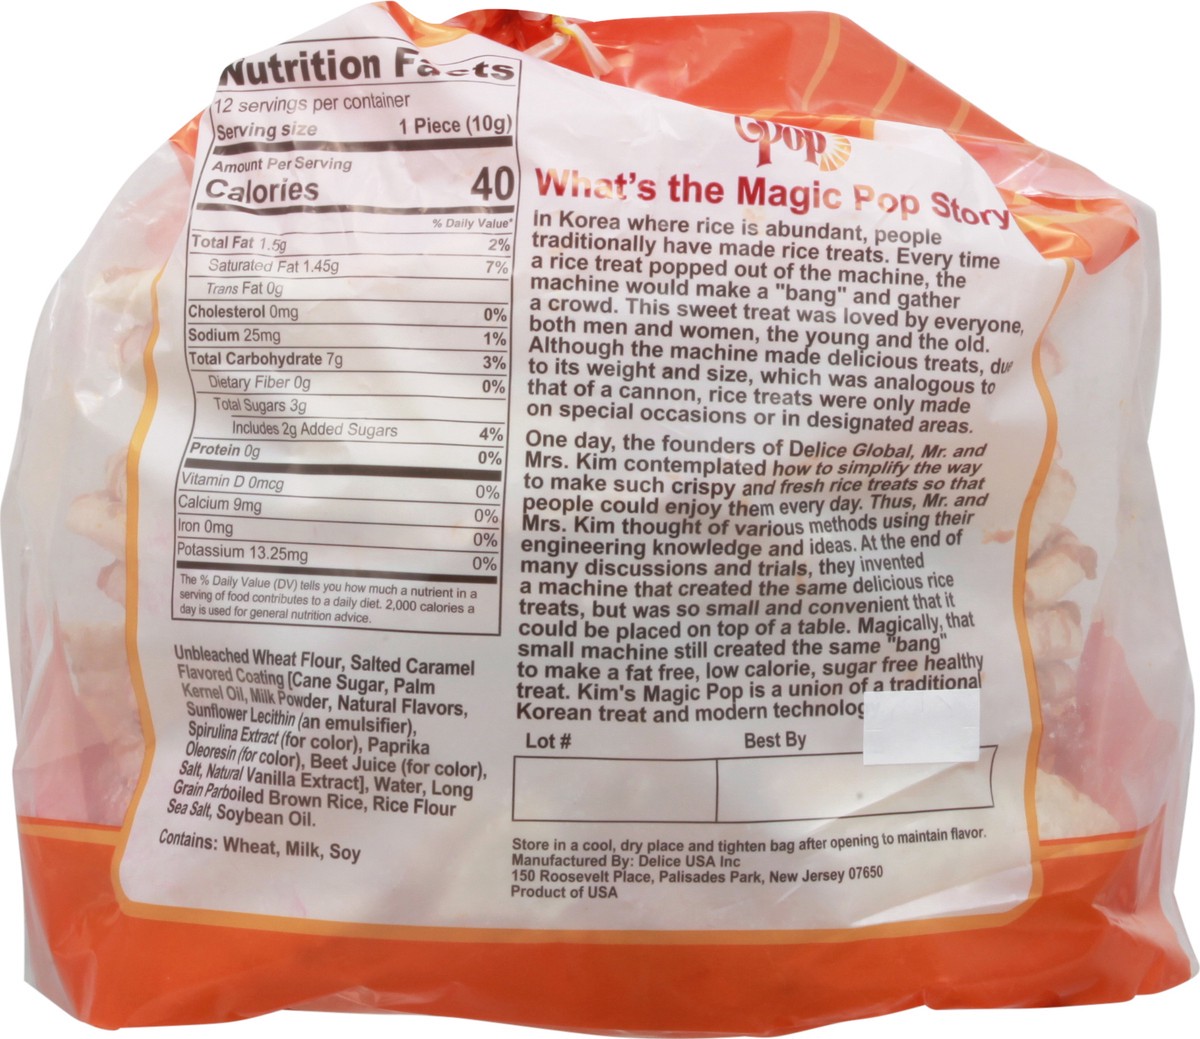 Nutrition Facts
12 servings per container
Serving size 1 Piece (10g)
Amount Per Serving
Calories 40
% Daily Value*
Total Fat 1.5g 2%
Saturated Fat 1.45g 7%
Trans Fat 0g
Cholesterol 0mg 0%
Sodium 25mg 1%
Total Carbohydrate 7g 3%
Dietary Fiber 0g 0%
Total Sugars 3g
Includes 2g Added Sugars 4%
Protein 0g 0%
Vitamin D 0mcg 0%
Calcium 9mg 0%
Iron 0mg 0%
Potassium 13.25mg 0%
The % Daily Value (DV) tells you how much a nutrient in a
serving of food contributes to a daily diet. 2,000 calories a
day is used for general nutrition advice.
Unbleached Wheat Flour, Salted Caramel
Flavored Coating [Cane Sugar, Palm
Kernel Oil, Milk Powder, Natural Flavors,
Sunflower Lecithin (an emulsifier),
Spirulina Extract (for color), Paprika
Oleoresin (for color), Beet Juice (for color),
Salt, Natural Vanilla Extract], Water, Long
Grain Parboiled Brown Rice, Rice Flour
Sea Salt, Soybean Oil.
Contains: Wheat, Milk, Soy
Pop
What's the Magic Pop Story
in Korea where rice is abundant, people
traditionally have made rice treats. Every time
a rice treat popped out of the machine, the
machine would make a "bang" and gather
a crowd. This sweet treat was loved by everyone,
both men and women, the young and the old.
Although the machine made delicious treats, due
to its weight and size, which was analogous to
that of a cannon, rice treats were only made
on special occasions or in designated areas.
One day, the founders of Delice Global, Mr. and
Mrs. Kim contemplated how to simplify the way
to make such crispy and fresh rice treats so that
people could enjoy them every day. Thus, Mr. and
Mrs. Kim thought of various methods using their
engineering knowledge and ideas. At the end of
many discussions and trials, they invented
a machine that created the same delicious rice
treats, but was so small and convenient that it
could be placed on top of a table. Magically, that
small machine still created the same "bang"
to make a fat free, low calorie, sugar free healthy
treat. Kim's Magic Pop is a union of a traditional
Korean treat and modern technolog
Lot # Best By
Store in a cool, dry place and tighten bag after opening to maintain flavor.
Manufactured By: Delice USA Inc
150 Roosevelt Place, Palisades Park, New Jersey 07650
Product of USA